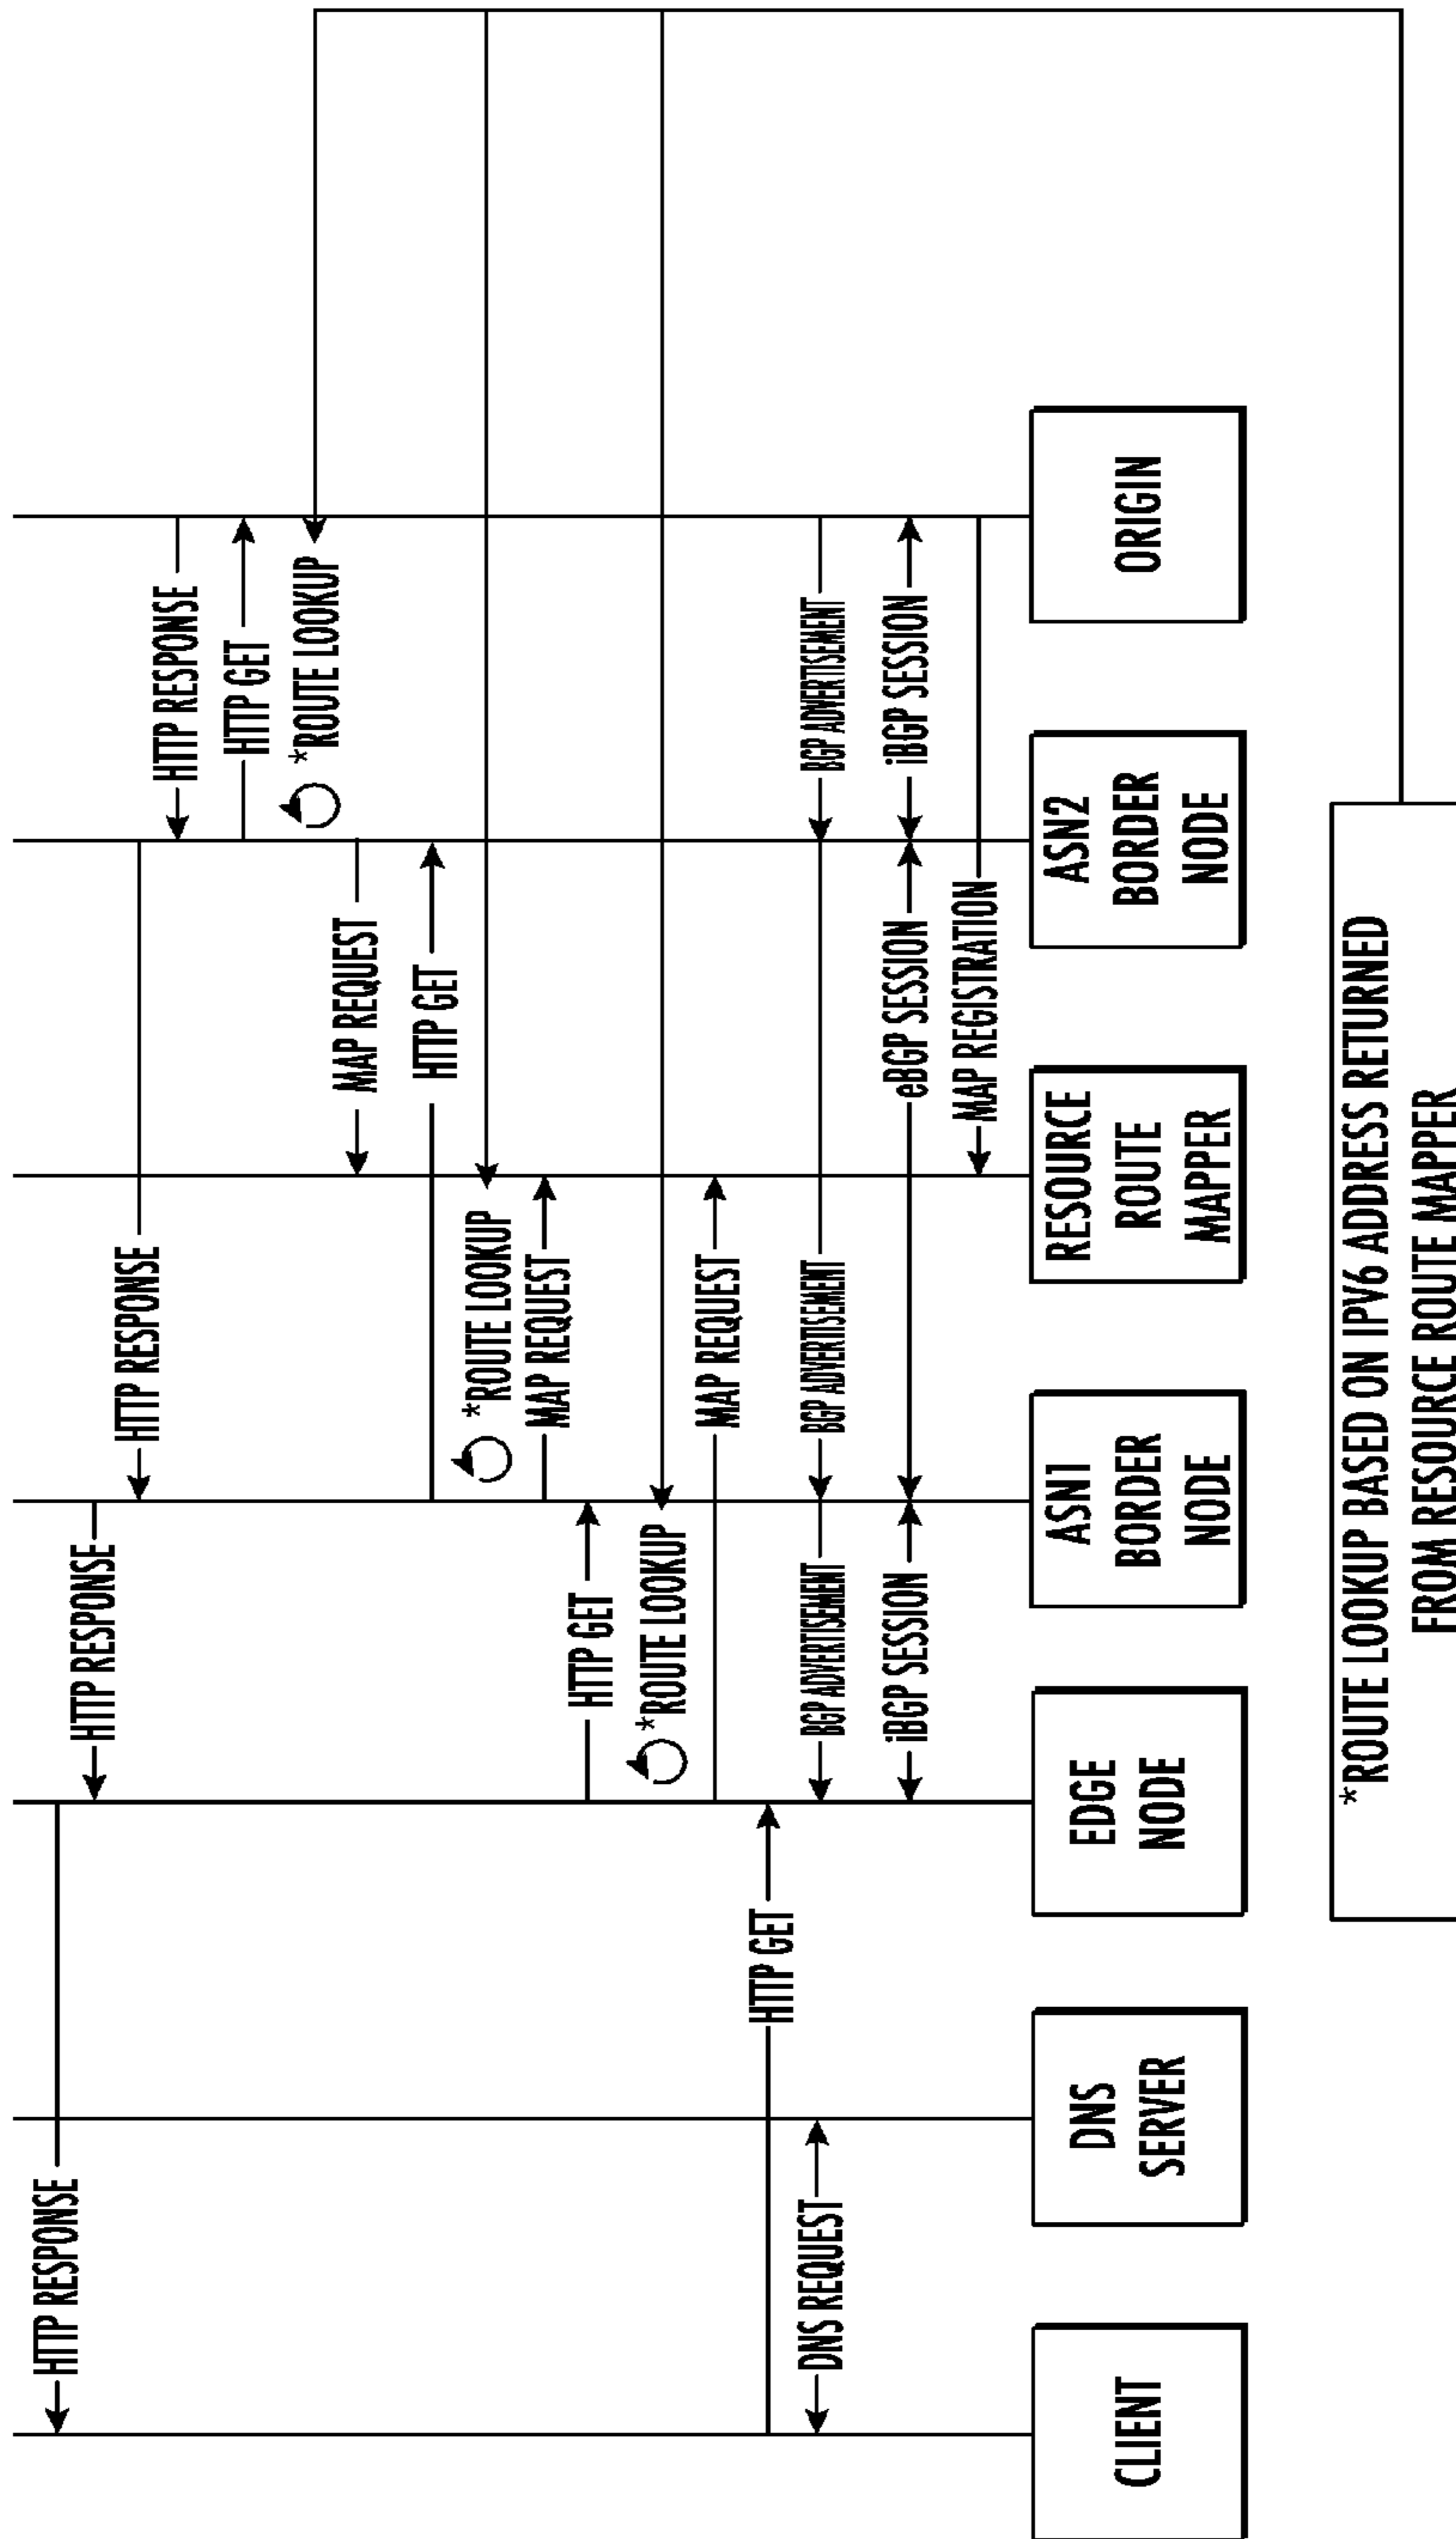 HTTP RESPONSE
HTTP RESPONSE
HTTP RESPONSE
HTTP RESPONSE
HTTP GET
*ROUTE LOOKUP
MAP REQUEST
HTTP GET
*ROUTE LOOKUP
MAP REQUEST
HTTP GET
*ROUTE LOOKUP
MAP REQUEST
HTTP GET
DNS REQUEST
BGP ADVERTISEMENT
BGP ADVERTISEMENT
BGP ADVERTISEMENT
iBGP SESSION
eBGP SESSION
iBGP SESSION
MAP REGISTRATION
CLIENT
DNS
SERVER
EDGE
NODE
ASN1
BORDER
NODE
RESOURCE
ROUTE
MAPPER
ASN2
BORDER
NODE
ORIGIN
*ROUTE LOOKUP BASED ON IPV6 ADDRESS RETURNED
FROM RESOURCE ROUTE MAPPER